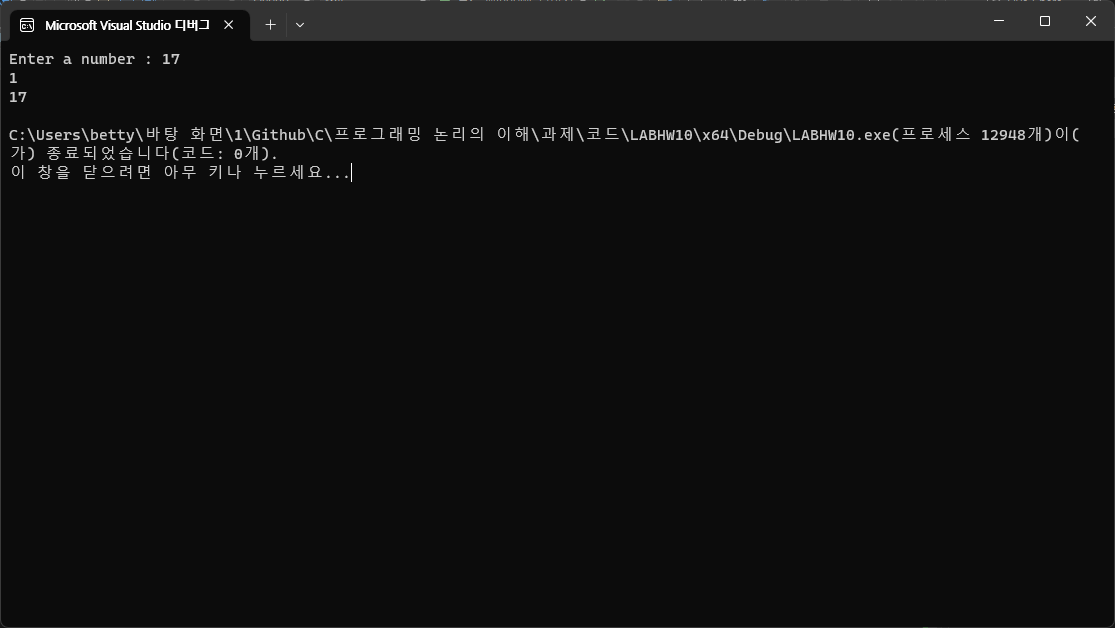 Microsoft Visual Studio 디버그
Enter a number : 17
1
17
C:\Users\betty\바탕 화면\1\Github\C\프로그래밍 논리의 이해\과제\코드\LABHW10\x64\Debug\LABHW10.exe(프로세스 12948개)이(
가) 종료되었습니다(코드: 0개).
이 창을 닫으려면 아무 키나 누르세요...